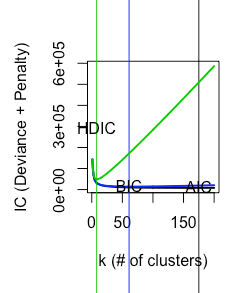 IC (Deviance + Penalty)
6e+05
3e+05
0e+00
HDIC
BIC
AIC
0
50
150
k (# of clusters)